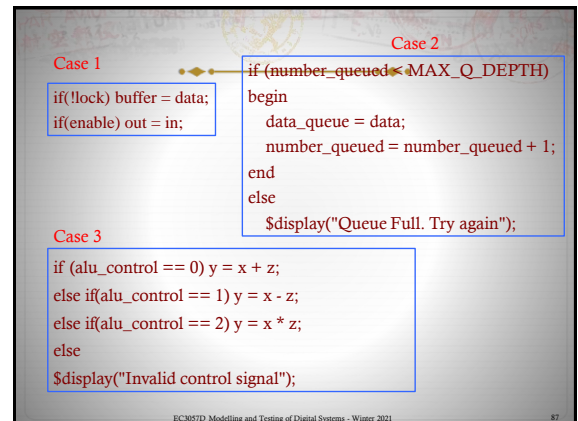 Case 1
if(!lock) buffer = data;
if(enable) out = in;
Case 2
if (number_queued < MAX_Q_DEPTH)
begin
data_queue = data;
number_queued = number_queued + 1;
end
else
$display("Queue Full. Try again");
Case 3
if (alu_control == 0) y = x + z;
else if(alu_control == 1) y = x - z;
else if(alu_control == 2) y = x * z;
else
$display("Invalid control signal");
EC3057D Modelling and Testing of Digital Systems - Winter 2021
87